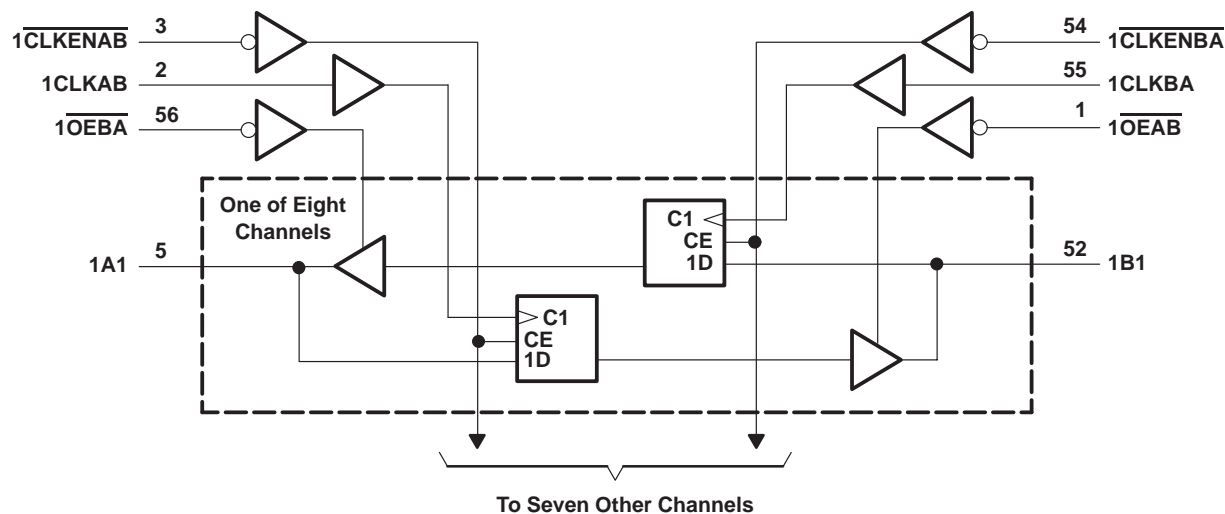 3
1CLKENAB
2
1CLKAB
56
1OEBA
54
1CLKENBA
55
1CLKBA
1
1OEAB
One of Eight
Channels
5
1A1
C1
CE
1D
52
1B1
C1
CE
1D
To Seven Other Channels